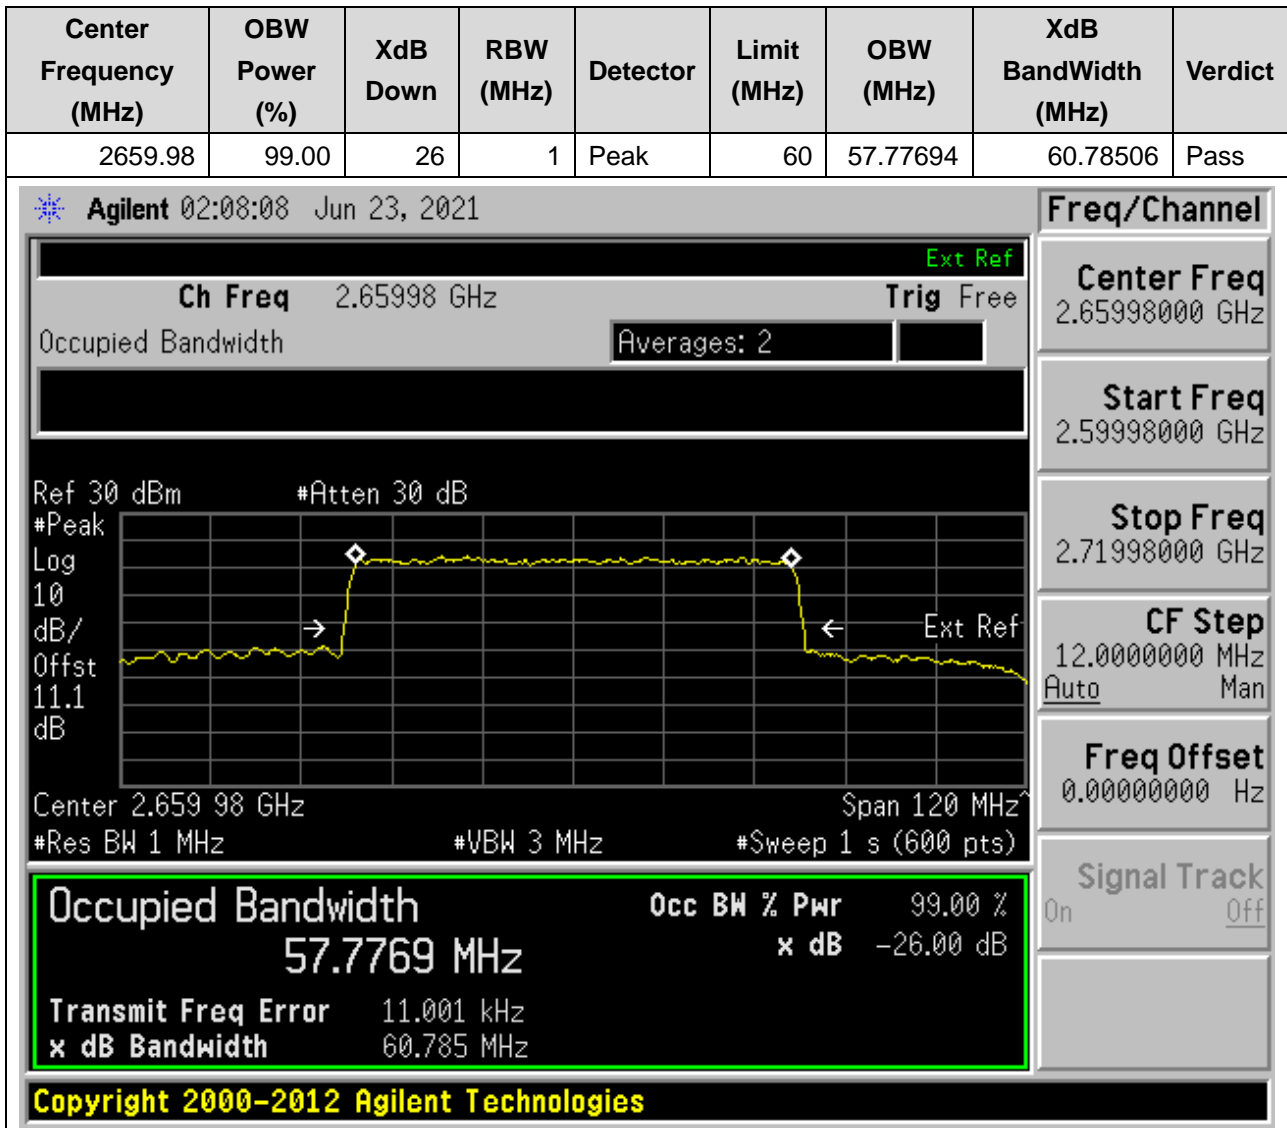 Center Frequency (MHz) OBW Power (%) XdB Down RBW (MHz) Detector Limit (MHz) OBW (MHz) XdB BandWidth (MHz) Verdict
2659.98 99.00 26 1 Peak 60 57.77694 60.78506 Pass
Agilent 02:08:08 Jun 23, 2021
Freq/Channel
Ext Ref
Ch Freq 2.65998 GHz Trig Free
Occupied Bandwidth Averages: 2
Center Freq
2.65998000 GHz
Start Freq
2.59998000 GHz
Stop Freq
2.71998000 GHz
CF Step
12.0000000 MHz
Auto Man
Freq Offset
0.00000000 Hz
Signal Track
On Off
Ref 30 dBm #Atten 30 dB
#Peak
Log
10
dB/
Offst
11.1
dB
Ext Ref
Center 2.659 98 GHz Span 120 MHz^
#Res BW 1 MHz #VBW 3 MHz #Sweep 1 s (600 pts)
Occupied Bandwidth
57.7769 MHz
Occ BW % Pwr 99.00 %
x dB -26.00 dB
Transmit Freq Error 11.001 kHz
x dB Bandwidth 60.785 MHz
Copyright 2000-2012 Agilent Technologies